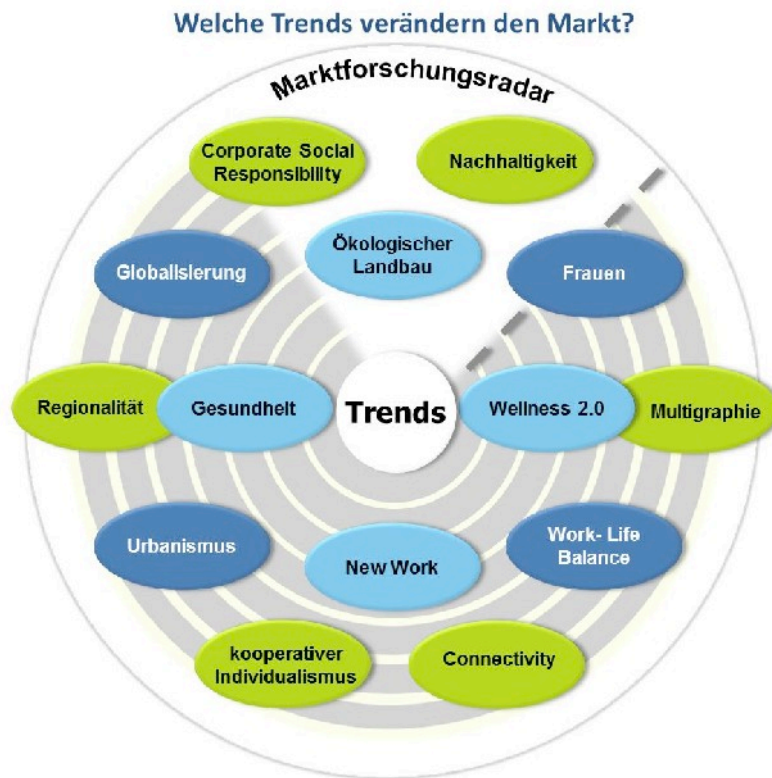 Welche Trends verändern den Markt?
Marktforschungsradar
Corporate Social
Responsibility
Nachhaltigkeit
Ökologischer
Landbau
Globalisierung
Frauen
Regionalität
Gesundheit
Trends
Wellness 2.0
Multigraphie
Urbanismus
New Work
Work- Life
Balance
kooperativer
Individualismus
Connectivity